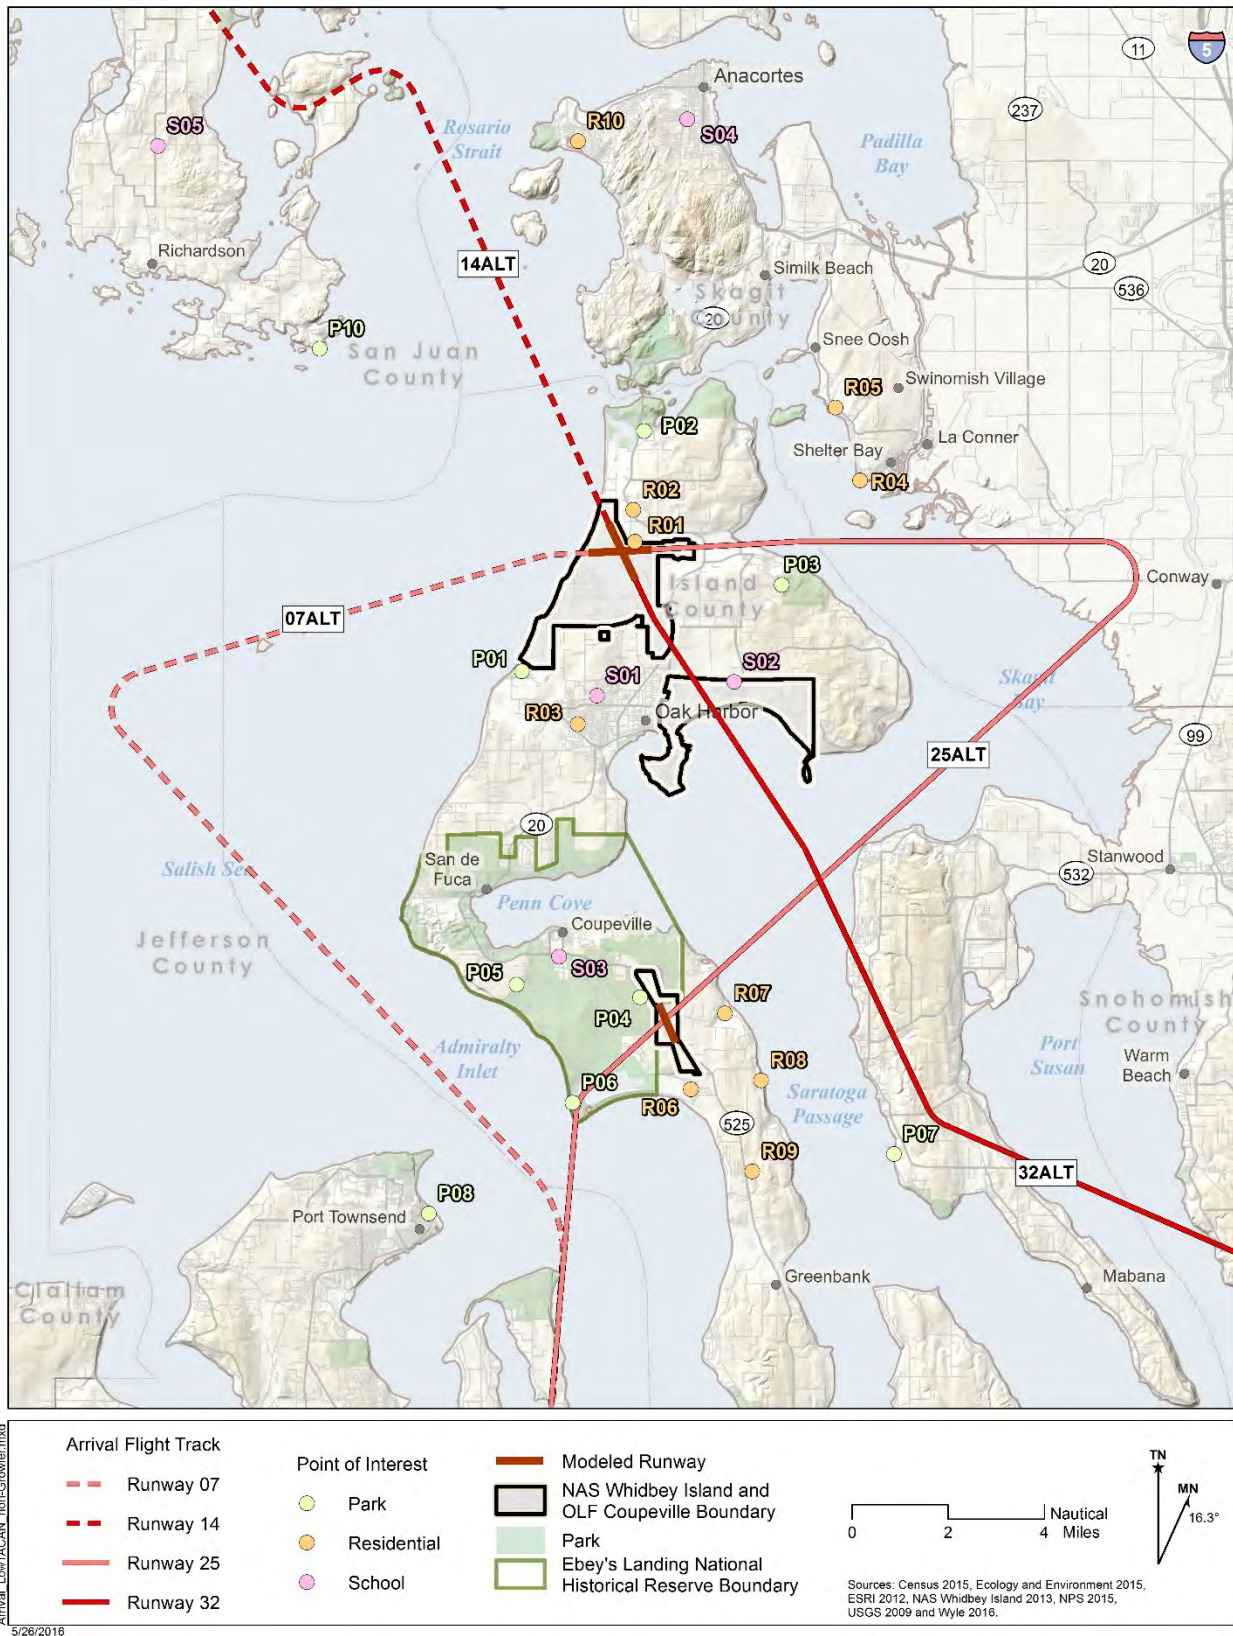 Anacortes
11
5
237
S05
R10
S04
Rosario
Strait
Padilla
Bay
Richardson
14ALT
20
536
Similk Beach
Skagit
County
20
P10
San Juan
County
Snee Oosh
R05
Swinomish Village
P02
La Conner
Shelter Bay
R04
R02
R01
P03
Island
County
Conway
07ALT
P01
S01
S02
Skagit
Bay
R03
Oak Harbor
99
25ALT
20
San de
Fuca
Stanwood
532
Salish Sea
Penn Cove
Coupeville
Jefferson
County
S03
P05
P04
R07
Snohomish
County
Admiralty
Inlet
Port
Susan
Warm
Beach
P06
R06
R08
Saratoga
Passage
525
P07
R09
32ALT
P08
Port Townsend
Greenbank
Mabana
Clallam
County
Arrival Flight Track
Runway 07
Runway 14
Runway 25
Runway 32
Point of Interest
Park
Residential
School
Modeled Runway
NAS Whidbey Island and
OLF Coupeville Boundary
Park
Ebey's Landing National
Historical Reserve Boundary
0 2 4 Nautical
Miles
TN
MN
16.3°
Sources: Census 2015, Ecology and Environment 2015,
ESRI 2012, NAS Whidbey Island 2013, NPS 2015,
USGS 2009 and Wyle 2016.
Arrival_LowTACAN_non-Growler.mxd
5/26/2016